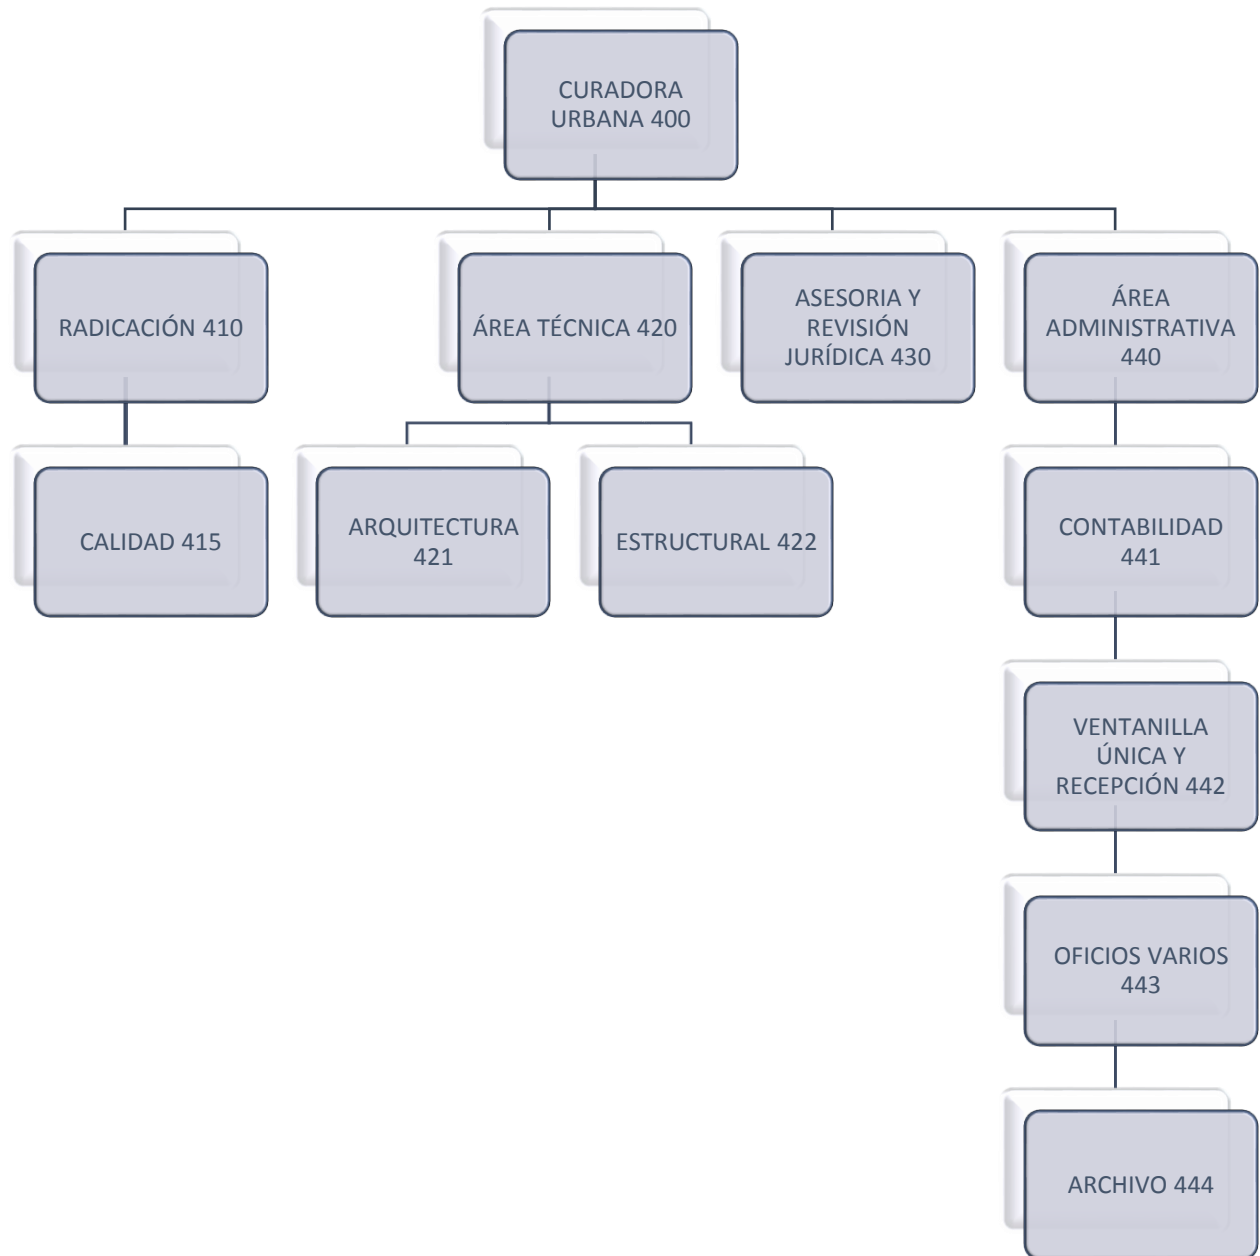 CURADORA
URBANA 400
RADICACIÓN 410
ÁREA TÉCNICA 420
ASESORIA Y
REVISIÓN
JURÍDICA 430
ÁREA
ADMINISTRATIVA
440
CALIDAD 415
ARQUITECTURA
421
ESTRUCTURAL 422
CONTABILIDAD
441
VENTANILLA
ÚNICA Y
RECEPCIÓN 442
OFICIOS VARIOS
443
ARCHIVO 444